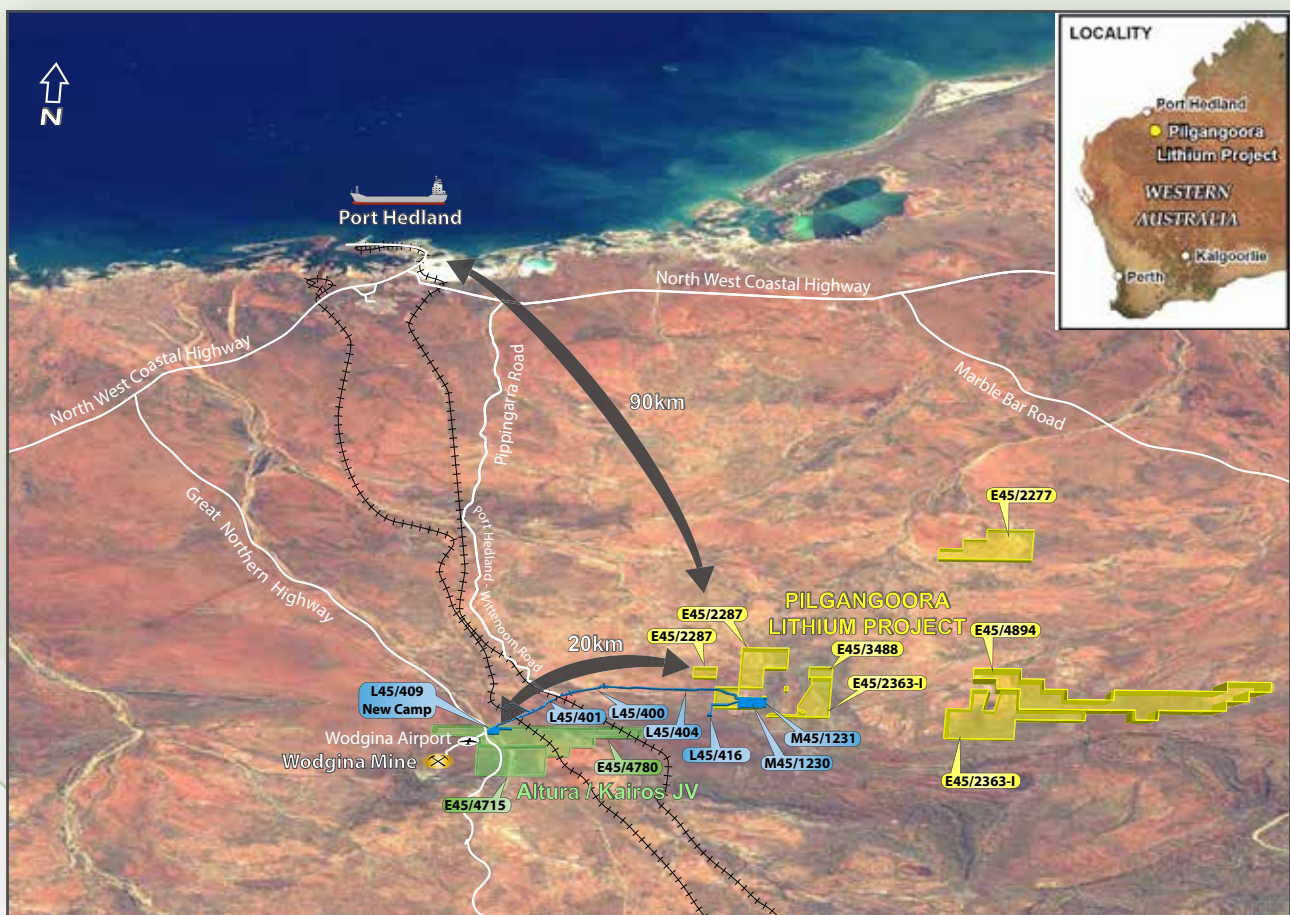 LOCALITY
Port Hedland
Pilgangoora
Lithium Project
WESTERN
AUSTRALIA
Kalgoorlie
Perth
N
Port Hedland
North West Coastal Highway
North West Coastal Highway
Pippingarra Road
Marble Bar Road
90km
Great Northern Highway
Port Hedland - Wittenoom Road
E45/2277
PILGANGOORA
LITHIUM PROJECT
E45/2287
E45/2287
20km
E45/4894
E45/3488
E45/2363-I
L45/409
New Camp
L45/401
L45/400
L45/404
L45/416
M45/1231
M45/1230
Wodgina Airport
Wodgina Mine
E45/4780
E45/4715
Altura / Kairos JV
E45/2363-I